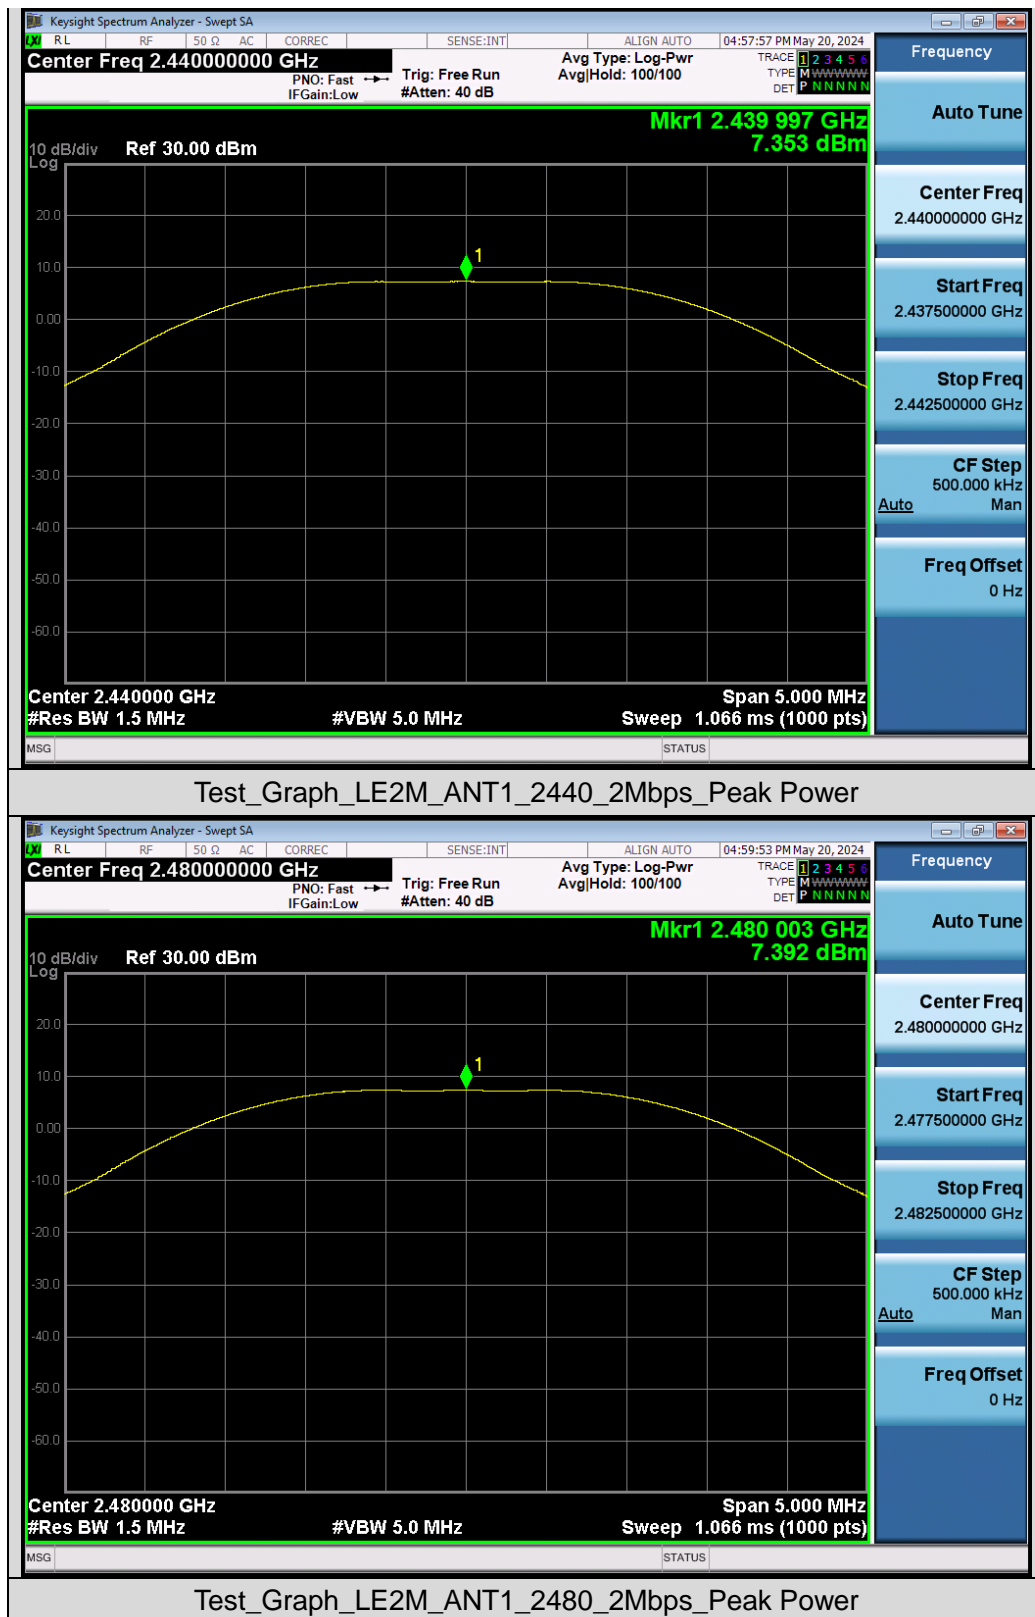 Keysight Spectrum Analyzer - Swept SA
LXI RL RF 50 Ω AC CORREC SENSE:INT ALIGN AUTO 04:57:57 PM May 20, 2024
Center Freq 2.440000000 GHz
PNO: Fast
IFGain:Low
Trig: Free Run
#Atten: 40 dB
Avg Type: Log-Pwr
Avg|Hold: 100/100
TRACE 1 2 3 4 5 6
TYPE M WWWWW
DET P N N N N N
Mkr1 2.439 997 GHz
7.353 dBm
10 dB/div Ref 30.00 dBm
Log
20.0
10.0
0.00
-10.0
-20.0
-30.0
-40.0
-50.0
-60.0
1
Center 2.440000 GHz Span 5.000 MHz
#Res BW 1.5 MHz #VBW 5.0 MHz Sweep 1.066 ms (1000 pts)
MSG STATUS
Frequency
Auto Tune
Center Freq
2.440000000 GHz
Start Freq
2.437500000 GHz
Stop Freq
2.442500000 GHz
CF Step
500.000 kHz
Auto Man
Freq Offset
0 Hz
Test_Graph_LE2M_ANT1_2440_2Mbps_Peak Power
Keysight Spectrum Analyzer - Swept SA
LXI RL RF 50 Ω AC CORREC SENSE:INT ALIGN AUTO 04:59:53 PM May 20, 2024
Center Freq 2.480000000 GHz
PNO: Fast
IFGain:Low
Trig: Free Run
#Atten: 40 dB
Avg Type: Log-Pwr
Avg|Hold: 100/100
TRACE 1 2 3 4 5 6
TYPE M WWWWW
DET P N N N N N
Mkr1 2.480 003 GHz
7.392 dBm
10 dB/div Ref 30.00 dBm
Log
20.0
10.0
0.00
-10.0
-20.0
-30.0
-40.0
-50.0
-60.0
1
Center 2.480000 GHz Span 5.000 MHz
#Res BW 1.5 MHz #VBW 5.0 MHz Sweep 1.066 ms (1000 pts)
MSG STATUS
Frequency
Auto Tune
Center Freq
2.480000000 GHz
Start Freq
2.477500000 GHz
Stop Freq
2.482500000 GHz
CF Step
500.000 kHz
Auto Man
Freq Offset
0 Hz
Test_Graph_LE2M_ANT1_2480_2Mbps_Peak Power